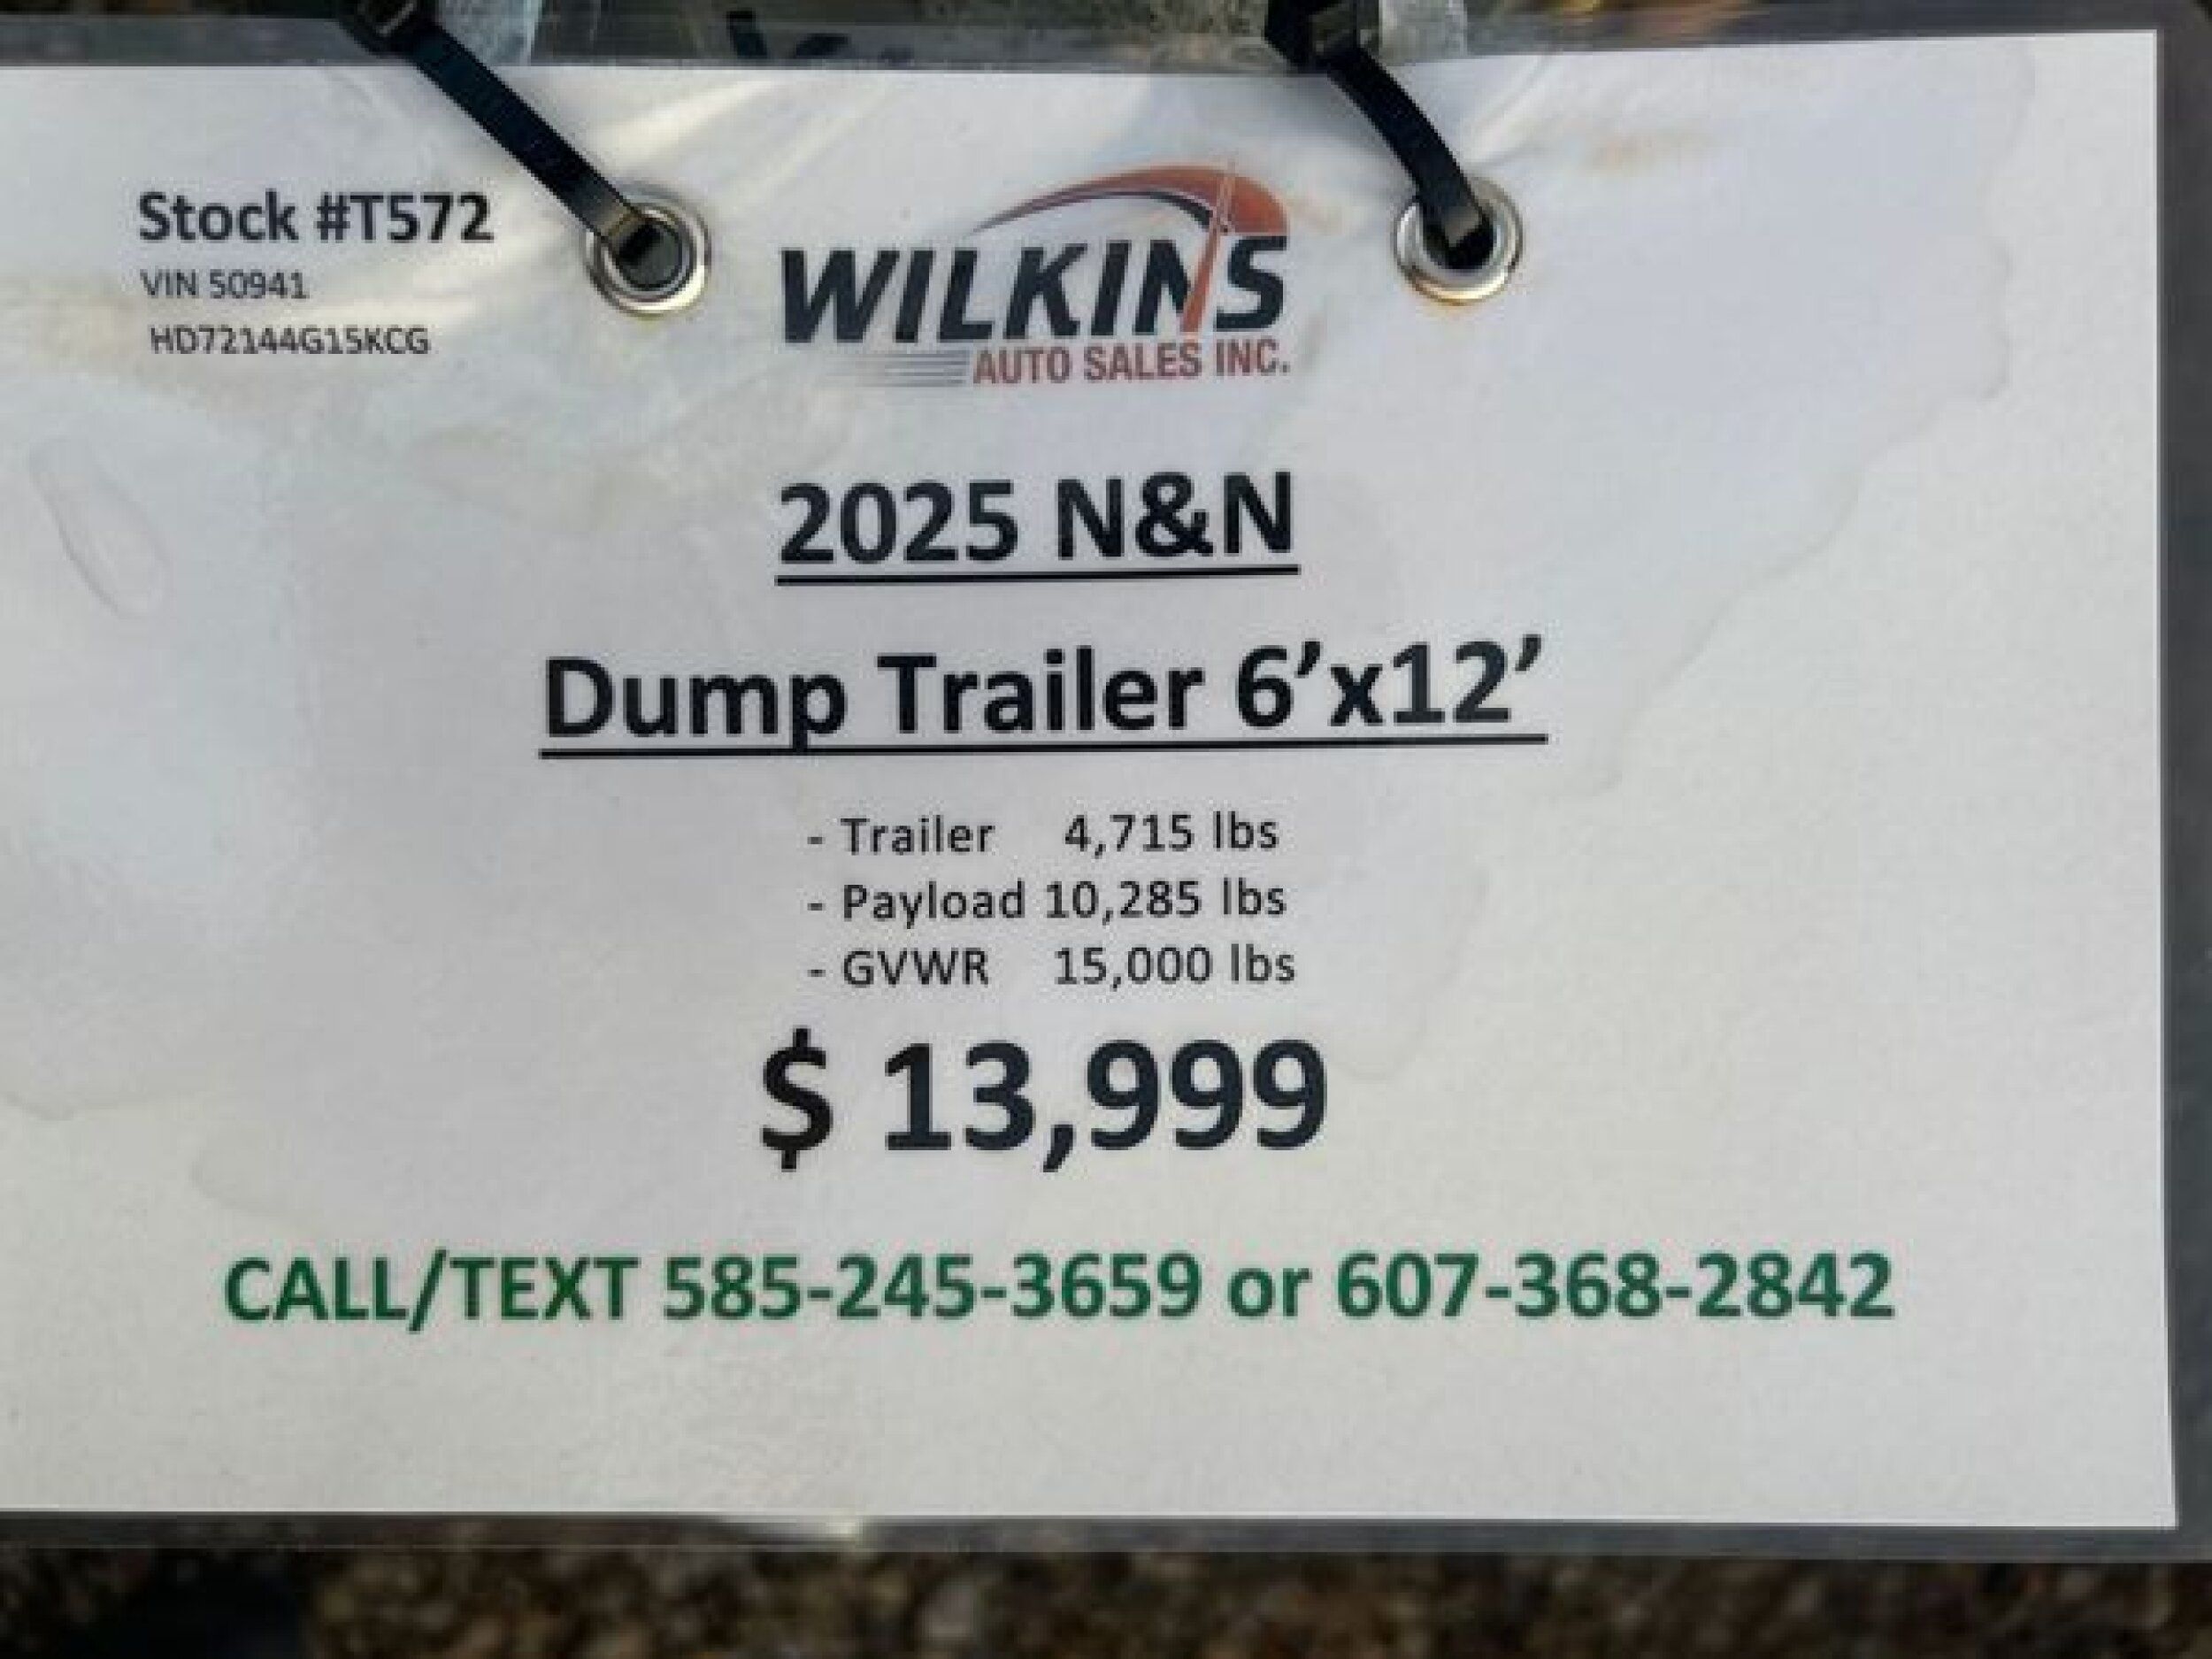 Stock #T572
VIN 50941
HD72144G15KCG
WILKINS
AUTO SALES INC.
2025 N&N
Dump Trailer 6’x12’
- Trailer 4,715 lbs
- Payload 10,285 lbs
- GVWR 15,000 lbs
$ 13,999
CALL/TEXT 585-245-3659 or 607-368-2842